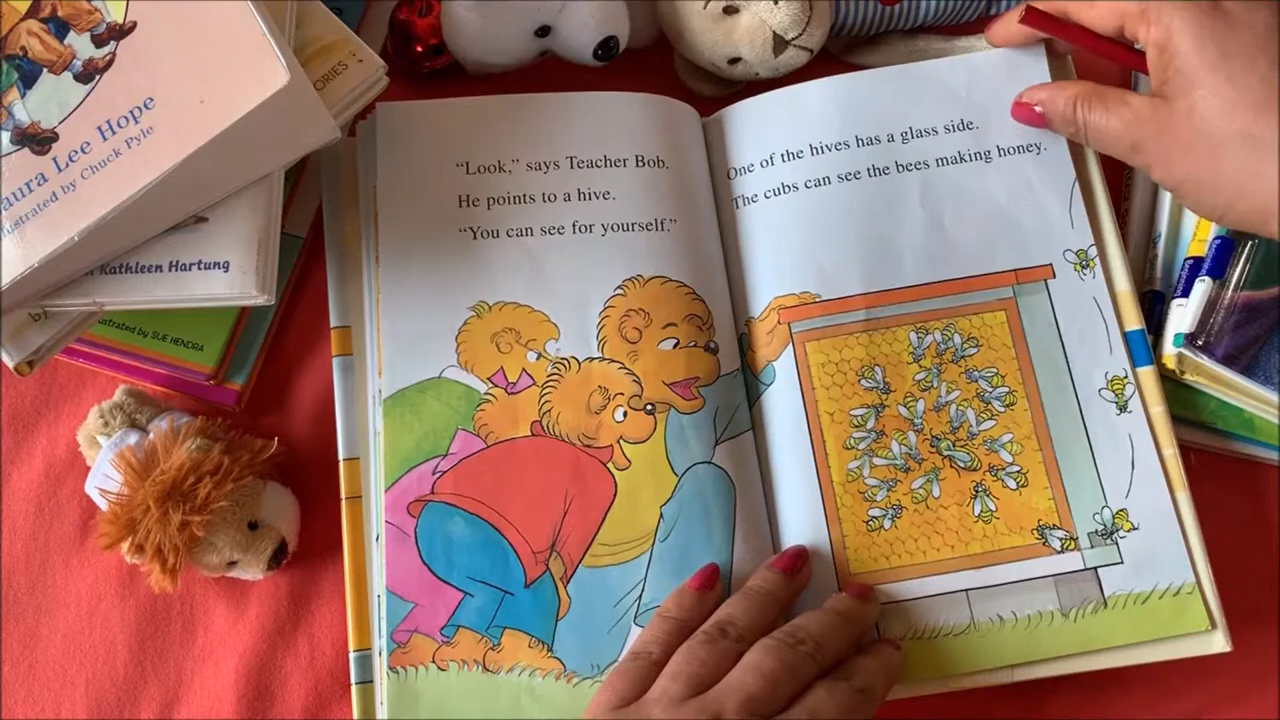 ORIES
aura Lee Hope
ustrated by Chuck Pyle
Kathleen Hartung
by
ustrated by SUE HENDRA
“Look,” says Teacher Bob.
He points to a hive.
“You can see for yourself.”
One of the hives has a glass side.
The cubs can see the bees making honey.